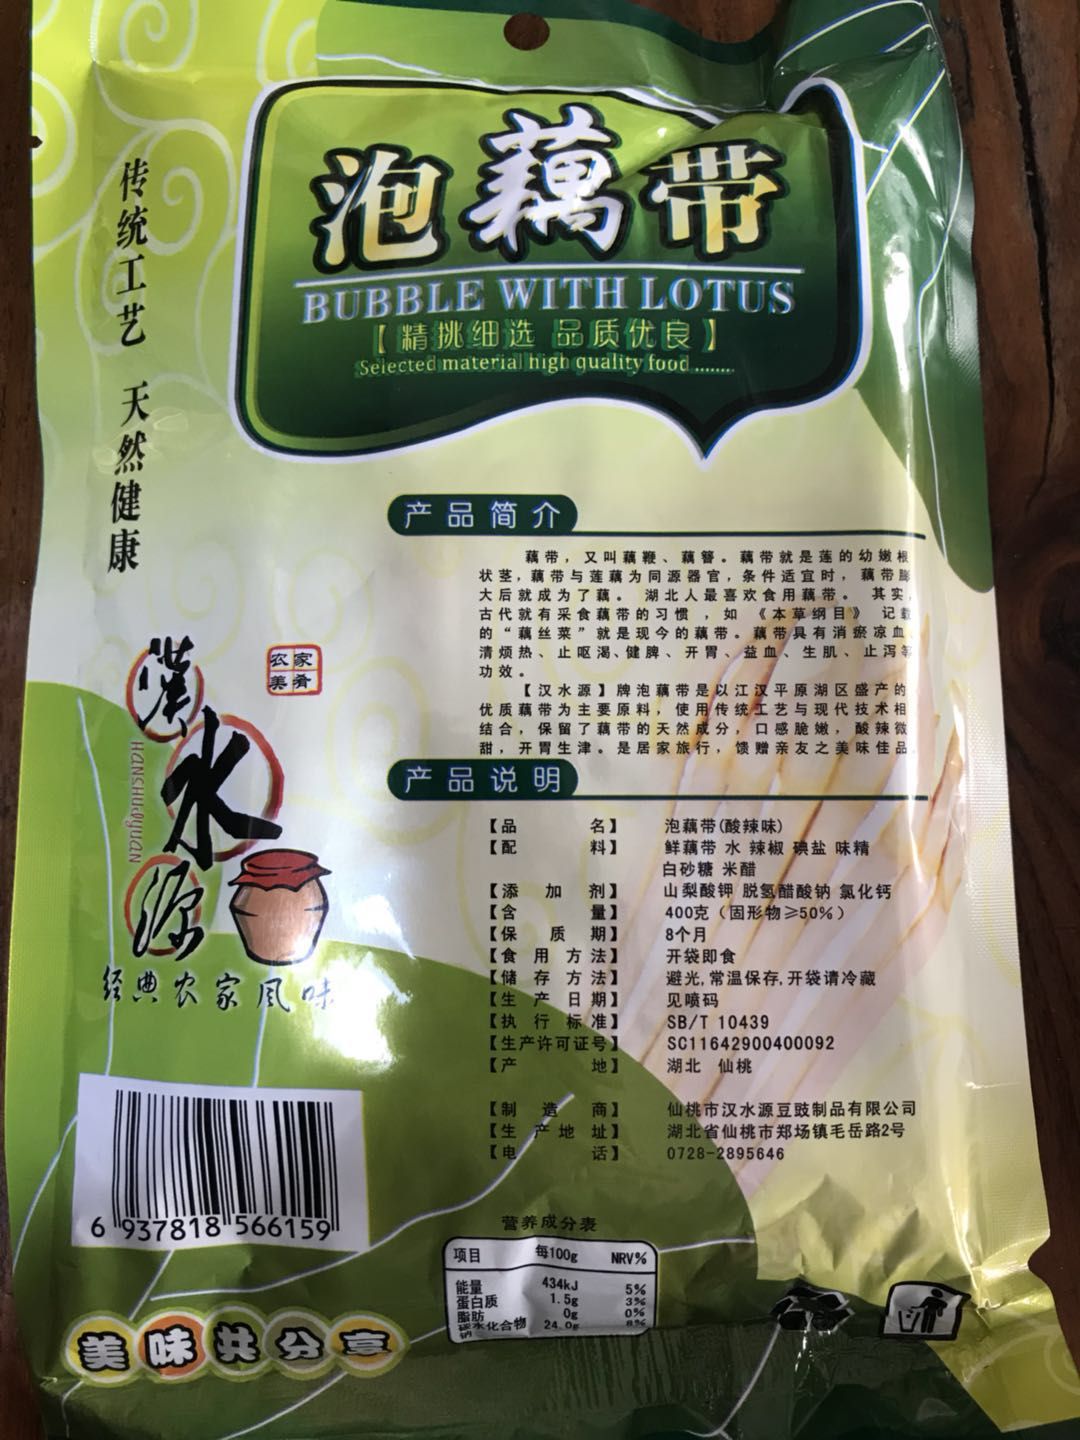 泡藕带
BUBBLE WITH LOTUS
【精挑细选 品质优良】
Selected material high quality food........
传统工艺 天然健康
漢水源
HANSHUIYUAN
农家
美肴
经典农家风味
产品简介
藕带，又叫藕鞭、藕簪。藕带就是莲的幼嫩根
状茎，藕带与莲藕为同源器官，条件适宜时，藕带膨
大后就成为了藕。 湖北人最喜欢食用藕带。 其实，
古代就有采食藕带的习惯 ，如 《本草纲目》 记载
的“藕丝菜”就是现今的藕带。藕带具有消瘀凉血、
清烦热、止呕渴、健脾、开胃、益血、生肌、止泻等
功效。
【汉水源】牌泡藕带是以江汉平原湖区盛产的
优质藕带为主要原料，使用传统工艺与现代技术相
结合，保留了藕带的天然成分，口感脆嫩，酸辣微
甜，开胃生津。是居家旅行，馈赠亲友之美味佳品
产品说明
【品名】 泡藕带(酸辣味)
【配料】 鲜藕带 水 辣椒 碘盐 味精
白砂糖 米醋
【添加剂】 山梨酸钾 脱氢醋酸钠 氯化钙
【含量】 400克（固形物≥50%）
【保质期】 8个月
【食用方法】 开袋即食
【储存方法】 避光,常温保存,开袋请冷藏
【生产日期】 见喷码
【执行标准】 SB/T 10439
【生产许可证号】 SC11642900400092
【产地】 湖北 仙桃
【制造商】 仙桃市汉水源豆豉制品有限公司
【生产地址】 湖北省仙桃市郑场镇毛岳路2号
【电话】 0728-2895646
6 937818 566159
营养成分表
项目 每100g NRV%
能量 434kJ 5%
蛋白质 1.5g 3%
脂肪 0g 0%
碳水化合物 24.0g 8%
钠
美味共分享